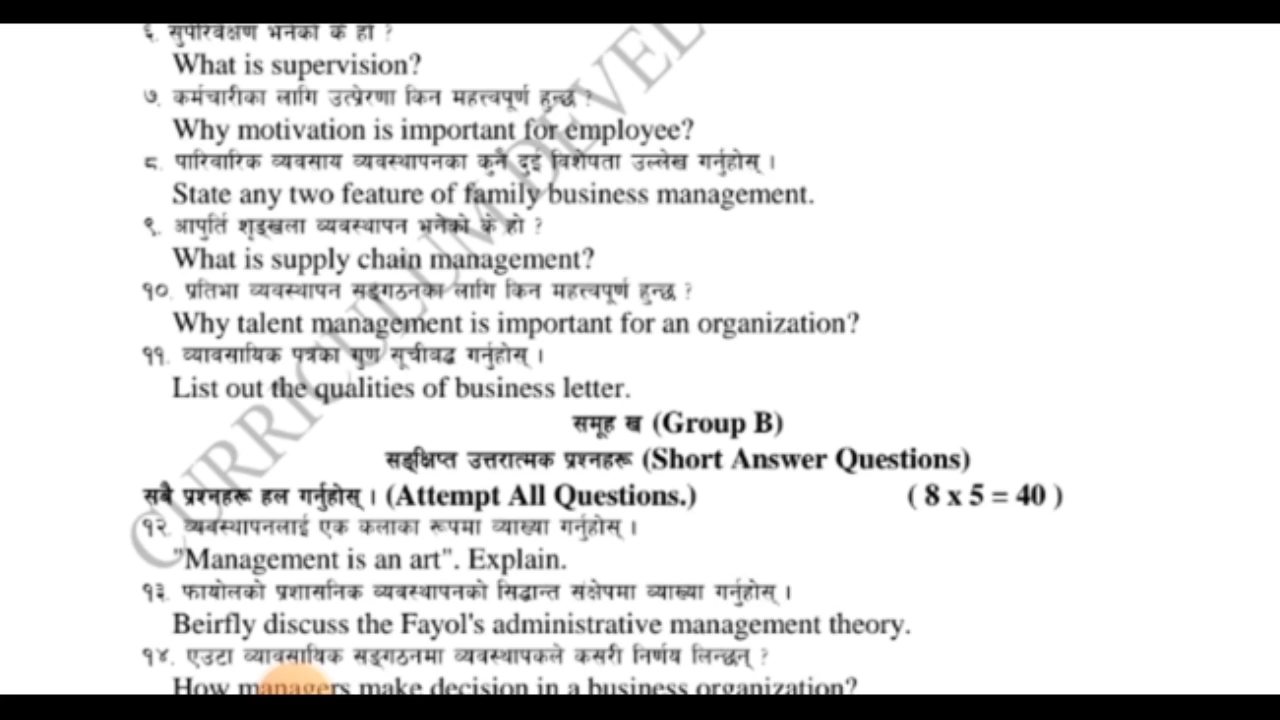 ६. सुपरिवेक्षण भनेको के हो ?
What is supervision?
७. कर्मचारीका लागि उत्प्रेरणा किन महत्त्वपूर्ण हुन्छ ?
Why motivation is important for employee?
८. पारिवारिक व्यवसाय व्यवस्थापनका कुनै दुई विशेषता उल्लेख गर्नुहोस् ।
State any two feature of family business management.
९. आपुर्ति शृङ्खला व्यवस्थापन भनेको के हो ?
What is supply chain management?
१०. प्रतिभा व्यवस्थापन सङ्गठनका लागि किन महत्त्वपूर्ण हुन्छ ?
Why talent management is important for an organization?
११. व्यावसायिक पत्रका गुण सूचीबद्ध गर्नुहोस् ।
List out the qualities of business letter.
समूह ख (Group B)
सङ्क्षिप्त उत्तरात्मक प्रश्नहरू (Short Answer Questions)
सबै प्रश्नहरू हल गर्नुहोस् । (Attempt All Questions.) ( 8 x 5 = 40 )
१२. व्यवस्थापनलाई एक कलाका रूपमा व्याख्या गर्नुहोस् ।
"Management is an art". Explain.
१३. फायोलको प्रशासनिक व्यवस्थापनको सिद्धान्त संक्षेपमा व्याख्या गर्नुहोस् ।
Beirfly discuss the Fayol's administrative management theory.
१४. एउटा व्यावसायिक सङ्गठनमा व्यवस्थापकले कसरी निर्णय लिन्छन् ?
How managers make decision in a business organization?
CURRICULUM DEVEL